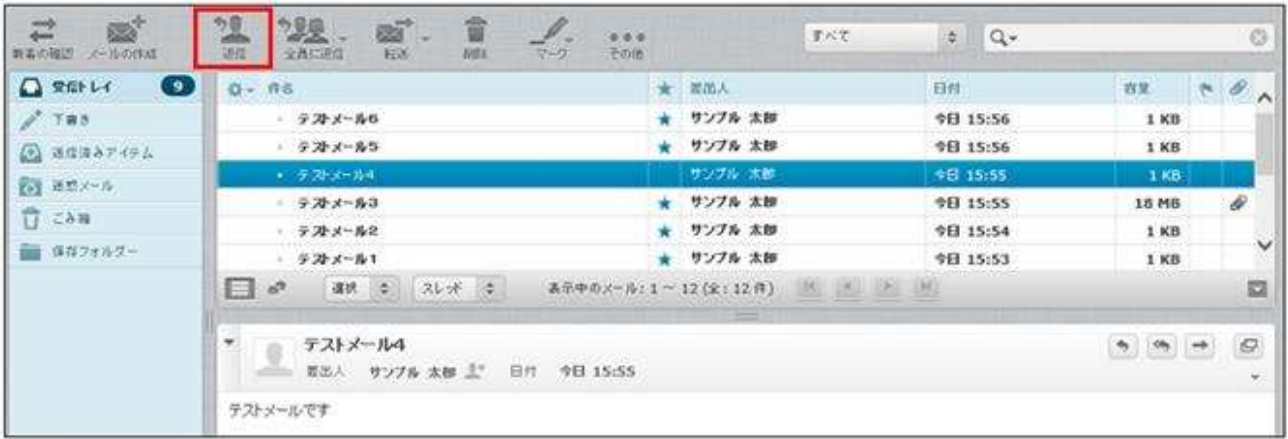 新着の確認 メールの作成 返信 全員に返信 転送 削除 マーク その他 すべて
受信トレイ 9
下書き
送信済みアイテム
迷惑メール
ごみ箱
保存フォルダー
件名 差出人 日付 容量
テストメール6 サンプル 太郎 今日 15:56 1 KB
テストメール5 サンプル 太郎 今日 15:56 1 KB
テストメール4 サンプル 太郎 今日 15:55 1 KB
テストメール3 サンプル 太郎 今日 15:55 18 MB
テストメール2 サンプル 太郎 今日 15:54 1 KB
テストメール1 サンプル 太郎 今日 15:53 1 KB
選択 スレッド 表示中のメール: 1 ~ 12 (全: 12 件)
テストメール4
差出人 サンプル 太郎 日付 今日 15:55
テストメールです